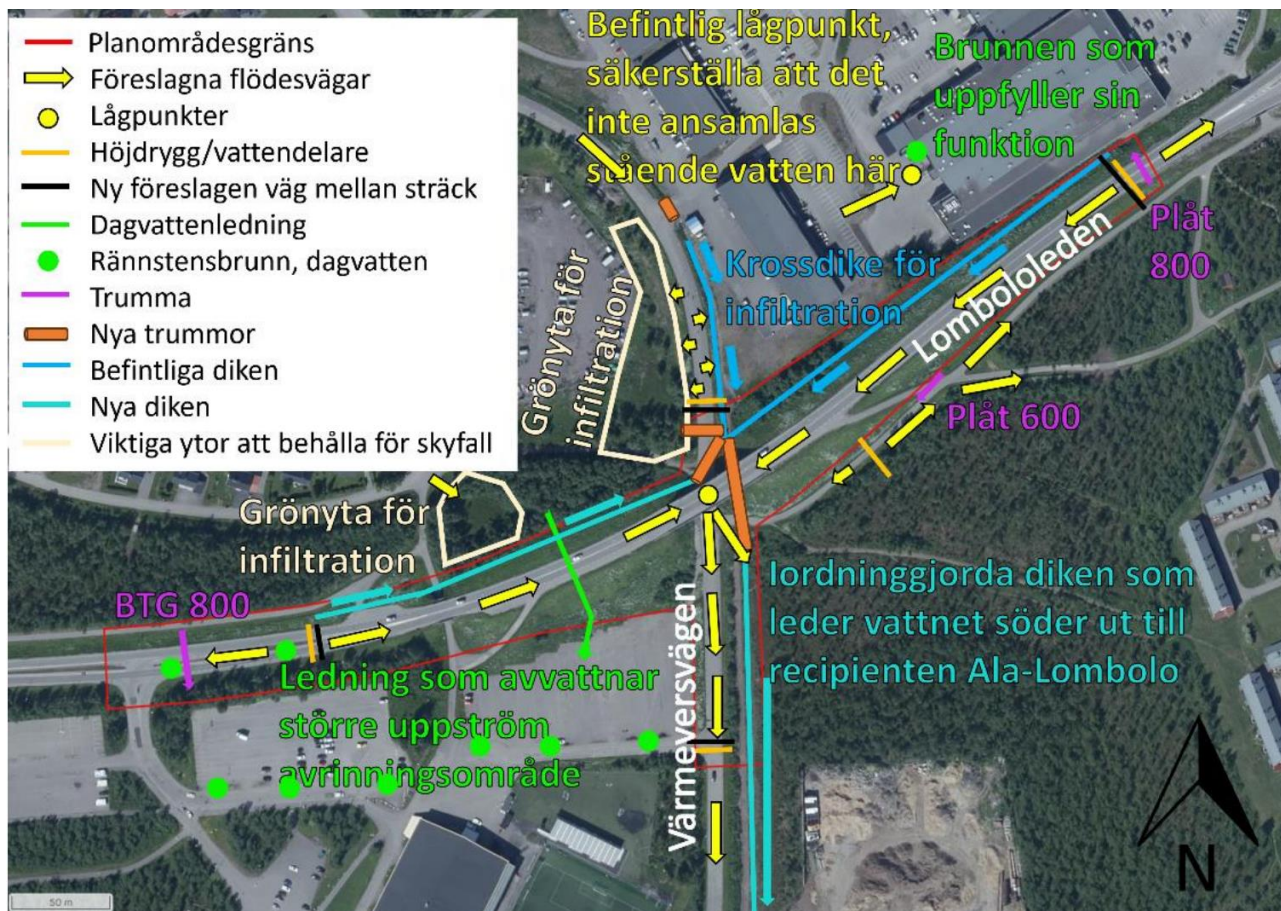 Planområdesgräns
Föreslagna flödesvägar
Lågpunkter
Höjdrygg/vattendelare
Ny föreslagen väg mellan sträck
Dagvattenledning
Rännstensbrunn, dagvatten
Trumma
Nya trummor
Befintliga diken
Nya diken
Viktiga ytor att behålla för skyfall
Befintlig lågpunkt,
säkerställa att det
inte ansamlas
stående vatten här
Brunnen som
uppfyller sin
funktion
Plåt
800
Krossdike för
infiltration
Lombololeden
Grönyta för
infiltration
Plåt 600
Grönyta för
infiltration
BTG 800
Iordninggjorda diken som
leder vattnet söder ut till
recipienten Ala-Lombolo
Ledning som avvattnar
större uppström
avrinningsområde
Värmeversvägen
N
50 m